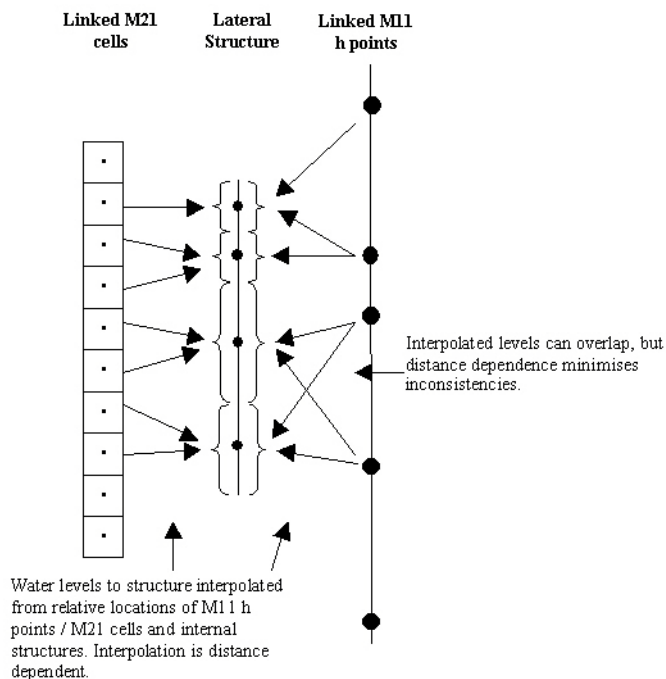 Linked M21
cells
Lateral
Structure
Linked M11
h points
Interpolated levels can overlap, but
distance dependence minimises
inconsistencies.
Water levels to structure interpolated
from relative locations of M11 h
points / M21 cells and internal
structures. Interpolation is distance
dependent.